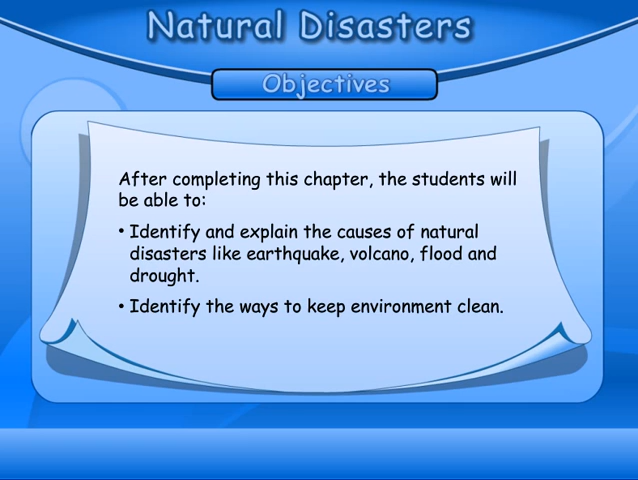 Natural Disasters
Objectives
After completing this chapter, the students will
be able to:
• Identify and explain the causes of natural
disasters like earthquake, volcano, flood and
drought.
• Identify the ways to keep environment clean.